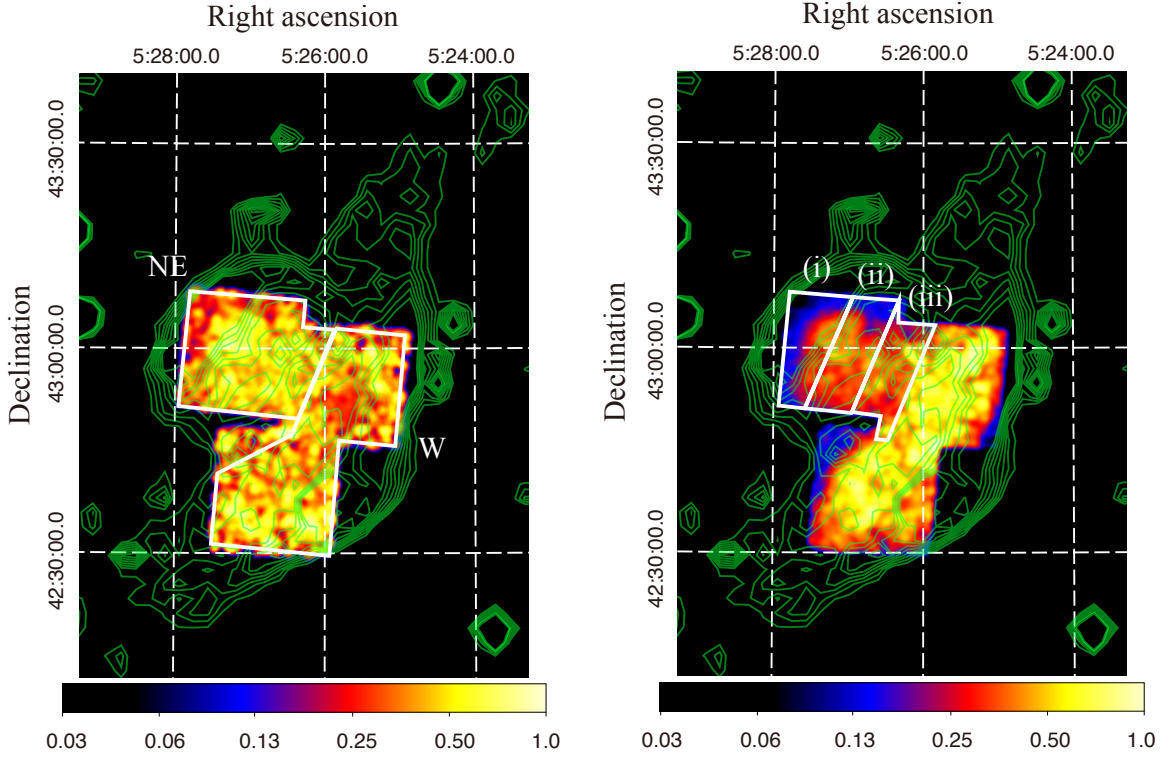 Right ascension
5:28:00.0 5:26:00.0 5:24:00.0
Declination
43:30:00.0
43:00:00.0
42:30:00.0
NE
W
0.03 0.06 0.13 0.25 0.50 1.0
Right ascension
5:28:00.0 5:26:00.0 5:24:00.0
Declination
43:30:00.0
43:00:00.0
42:30:00.0
(i)
(ii)
(iii)
0.03 0.06 0.13 0.25 0.50 1.0